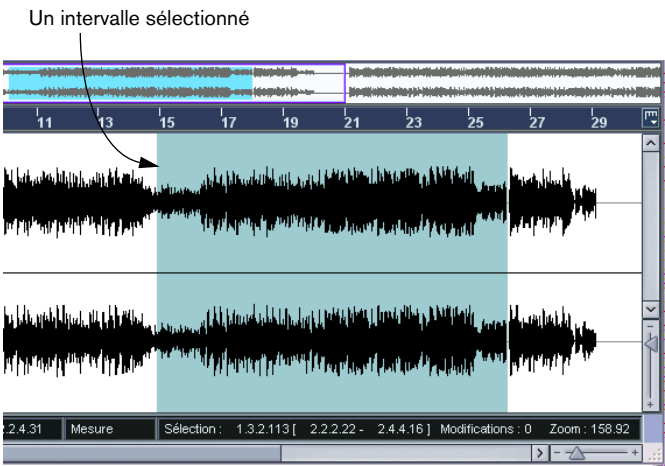 Un intervalle sélectionné
11 13 15 17 19 21 23 25 27 29
.2.4.31 Mesure Sélection : 1.3.2.113 [ 2.2.2.22 - 2.4.4.16 ] Modifications : 0 Zoom : 158.92